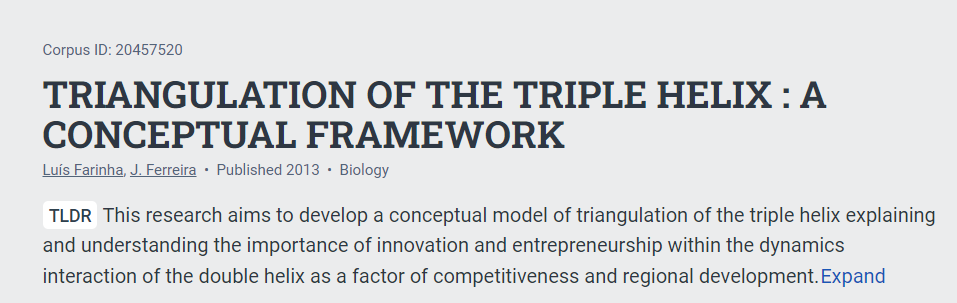 Corpus ID: 20457520
TRIANGULATION OF THE TRIPLE HELIX : A
CONCEPTUAL FRAMEWORK
Luís Farinha, J. Ferreira • Published 2013 • Biology
TLDR This research aims to develop a conceptual model of triangulation of the triple helix explaining
and understanding the importance of innovation and entrepreneurship within the dynamics
interaction of the double helix as a factor of competitiveness and regional development. Expand